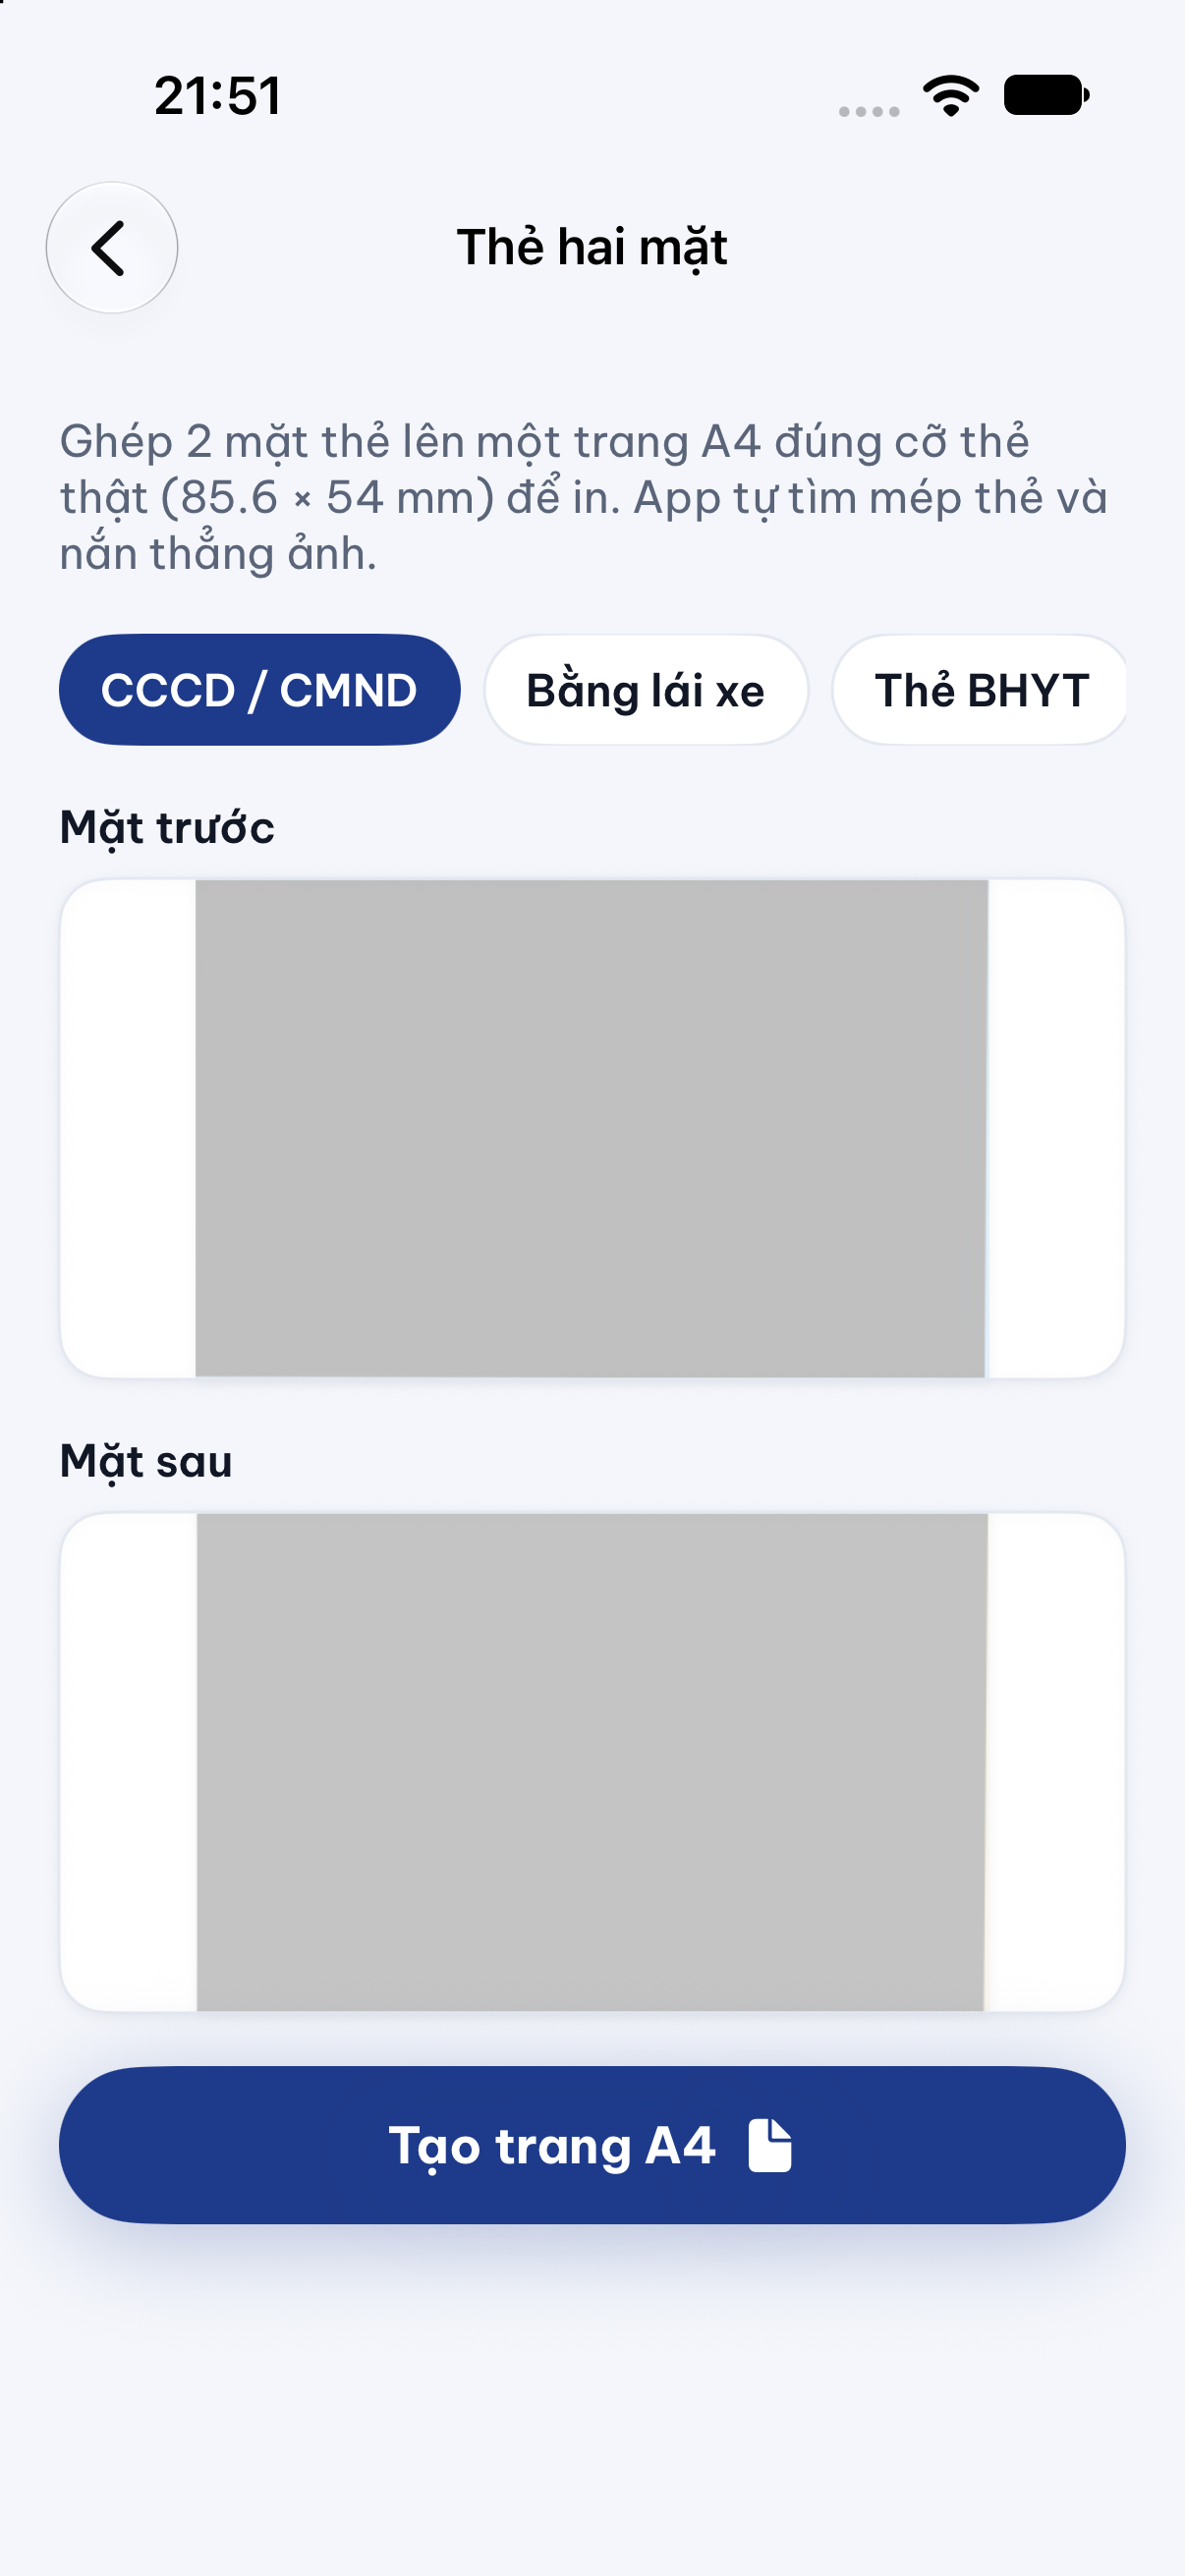 21:51
Thẻ hai mặt
Ghép 2 mặt thẻ lên một trang A4 đúng cỡ thẻ
thật (85.6 × 54 mm) để in. App tự tìm mép thẻ và
nắn thẳng ảnh.
CCCD / CMND
Bằng lái xe
Thẻ BHYT
Mặt trước
Mặt sau
Tạo trang A4